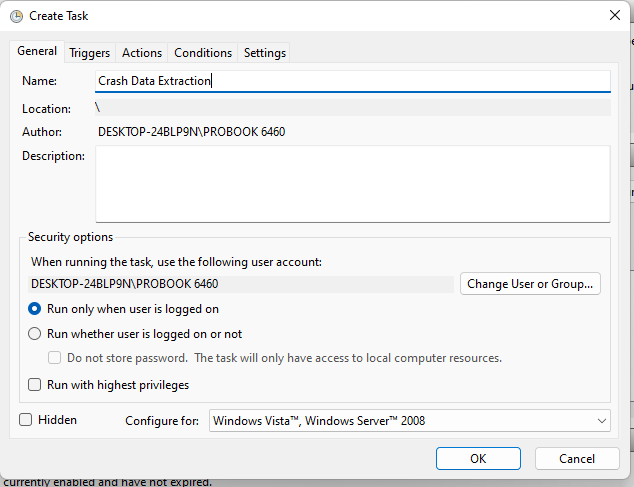 Create Task
General Triggers Actions Conditions Settings
Name: Crash Data Extraction
Location: \
Author: DESKTOP-24BLP9N\PROBOOK 6460
Description:
Security options
When running the task, use the following user account:
DESKTOP-24BLP9N\PROBOOK 6460 Change User or Group...
Run only when user is logged on
Run whether user is logged on or not
Do not store password. The task will only have access to local computer resources.
Run with highest privileges
Hidden Configure for: Windows Vista™, Windows Server™ 2008
OK Cancel
currently enabled and have not expired.